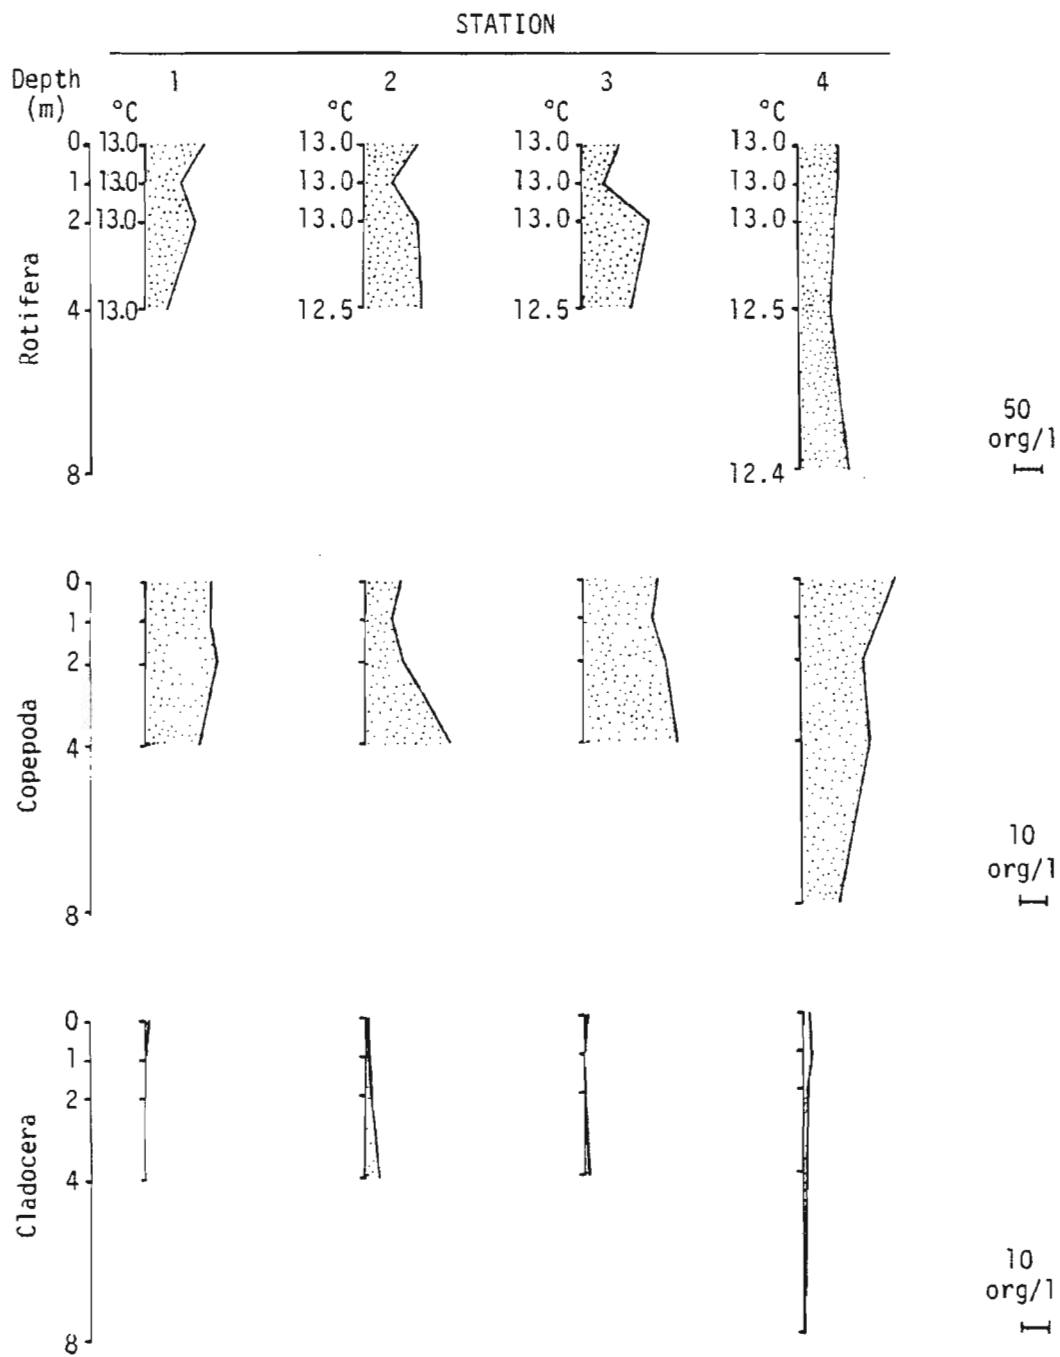 STATION
Depth 1 2 3 4
(m) °C °C °C °C
0 13.0 13.0 13.0 13.0
1 13.0 13.0 13.0 13.0
2 13.0 13.0 13.0 13.0
Rotifera
4 13.0 12.5 12.5 12.5
50
org/l
8 12.4
0
1
2
Copepoda
4
10
org/l
8
0
1
2
Cladocera
4
10
org/l
8